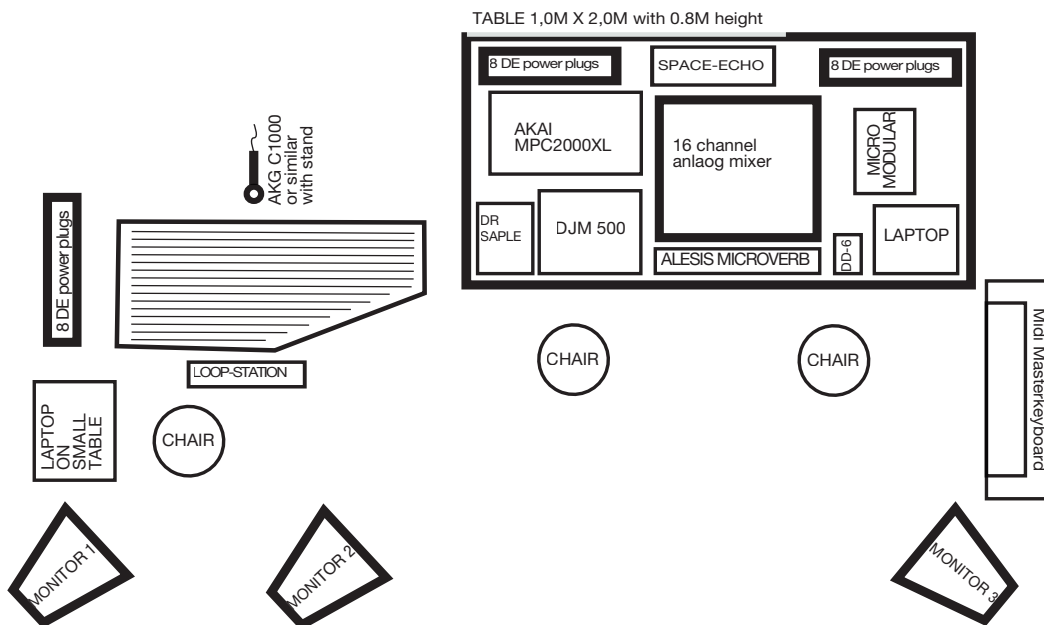 TABLE 1,0M X 2,0M with 0.8M height
8 DE power plugs
SPACE-ECHO
8 DE power plugs
AKAI
MPC2000XL
16 channel
anlaog mixer
MICRO
MODULAR
AKG C1000
or similar
with stand
DR
SAPLE
DJM 500
ALESIS MICROVERB
DD-6
LAPTOP
8 DE power plugs
LOOP-STATION
CHAIR
CHAIR
Midi Masterkeyboard
LAPTOP
ON
SMALL
TABLE
CHAIR
MONITOR 1
MONITOR 2
MONITOR 3